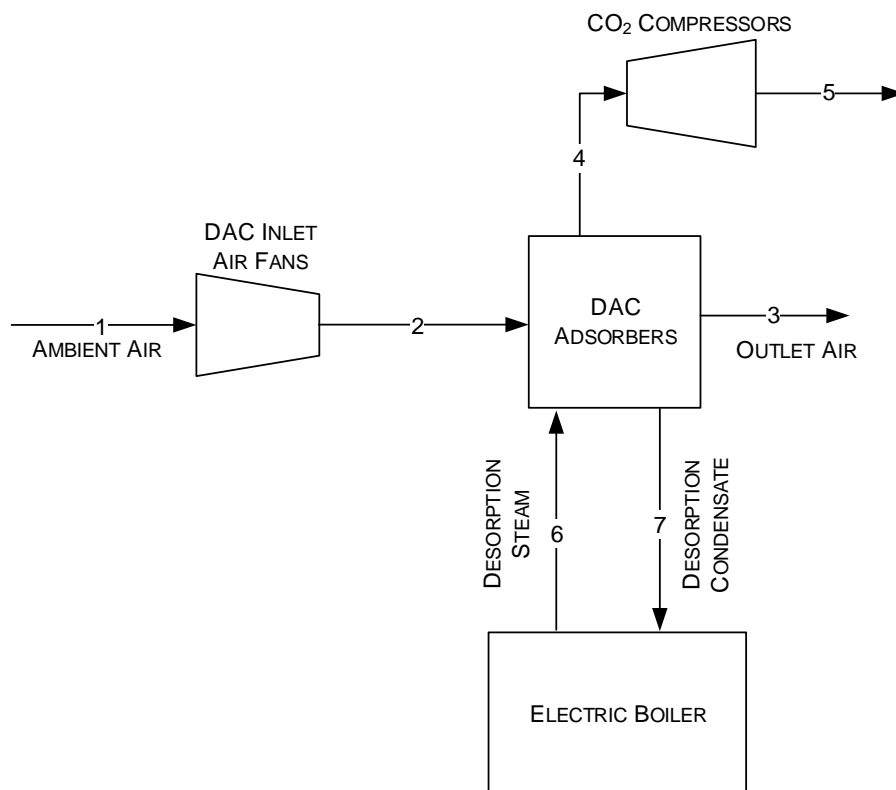 CO₂ COMPRESSORS
5
4
DAC INLET
AIR FANS
1
2
3
AMBIENT AIR
DAC
ADSORBERS
OUTLET AIR
DESORPTION
STEAM
6
7
DESORPTION
CONDENSATE
ELECTRIC BOILER